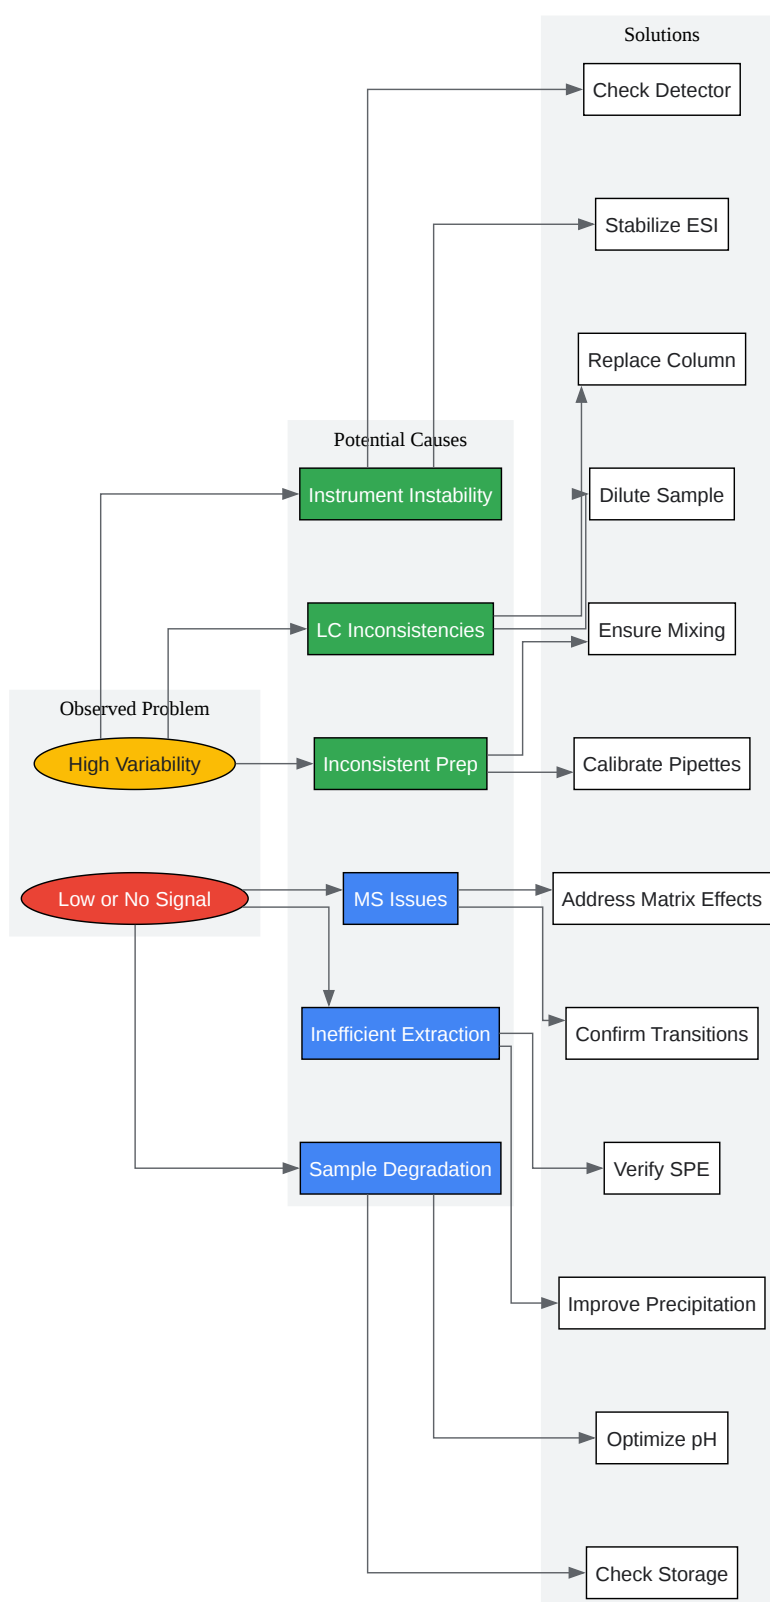 Solutions
Check Detector
Stabilize ESI
Replace Column
Potential Causes
Instrument Instability
Dilute Sample
LC Inconsistencies
Ensure Mixing
Observed Problem
High Variability
Inconsistent Prep
Calibrate Pipettes
Low or No Signal
MS Issues
Address Matrix Effects
Inefficient Extraction
Confirm Transitions
Sample Degradation
Verify SPE
Improve Precipitation
Optimize pH
Check Storage